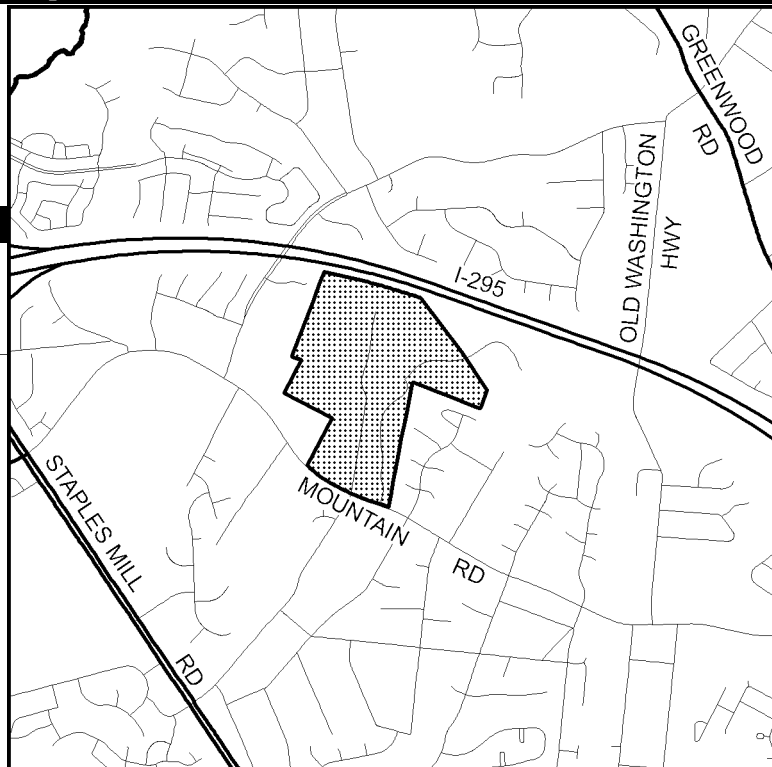 GREENWOOD
RD
OLD WASHINGTON
HWY
I-295
MOUNTAIN
RD
STAPLES MILL
RD